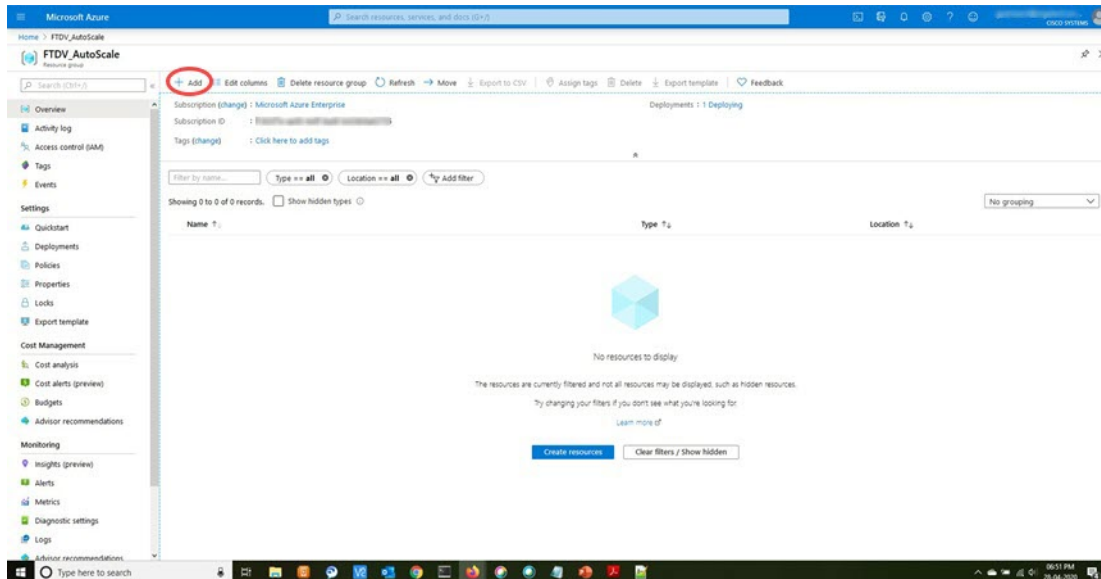 Microsoft Azure
Search resources, services, and docs (G+/)
CISCO SYSTEMS
Home > FTDV_AutoScale
FTDV_AutoScale
Resource group
Search (Ctrl+/)
Add
Edit columns
Delete resource group
Refresh
Move
Export to CSV
Assign tags
Delete
Export template
Feedback
Overview
Activity log
Access control (IAM)
Tags
Events
Settings
Quickstart
Deployments
Policies
Properties
Locks
Export template
Cost Management
Cost analysis
Cost alerts (preview)
Budgets
Advisor recommendations
Monitoring
Insights (preview)
Alerts
Metrics
Diagnostic settings
Logs
Advisor recommendations
Subscription (change) : Microsoft Azure Enterprise
Deployments : 1 Deploying
Subscription ID :
Tags (change) : Click here to add tags
Filter by name...
Type == all
Location == all
Add filter
Showing 0 to 0 of 0 records.
Show hidden types
No grouping
Name
Type
Location
No resources to display
The resources are currently filtered and not all resources may be displayed, such as hidden resources.
Try changing your filters if you don't see what you're looking for.
Learn more
Create resources
Clear filters / Show hidden
Type here to search
06:51 PM
28-04-2020